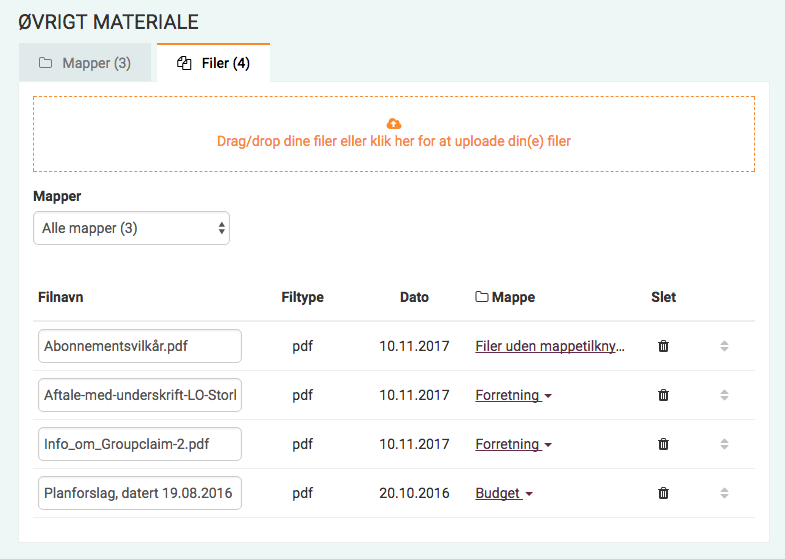 ØVRIGT MATERIALE
Mapper (3) Filer (4)
Drag/drop dine filer eller klik her for at uploade din(e) filer
Mapper
Alle mapper (3)
Filnavn Filtype Dato Mappe Slet
Abonnementsvilkår.pdf pdf 10.11.2017 Filer uden mappetilkny...
Aftale-med-underskrift-LO-Storl pdf 10.11.2017 Forretning
Info_om_Groupclaim-2.pdf pdf 10.11.2017 Forretning
Planforslag, datert 19.08.2016 pdf 20.10.2016 Budget